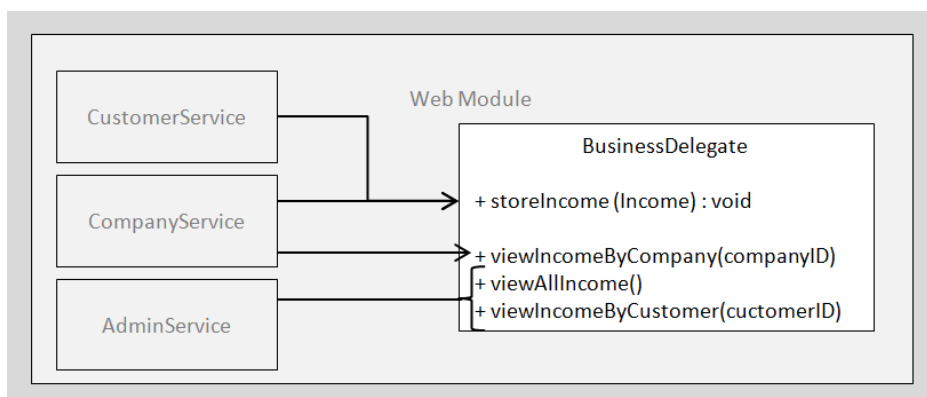 CustomerService
Web Module
BusinessDelegate
+ storeIncome (Income) : void
CompanyService
+ viewIncomeByCompany(companyID)
+ viewAllIncome()
+ viewIncomeByCustomer(cuctomerID)
AdminService